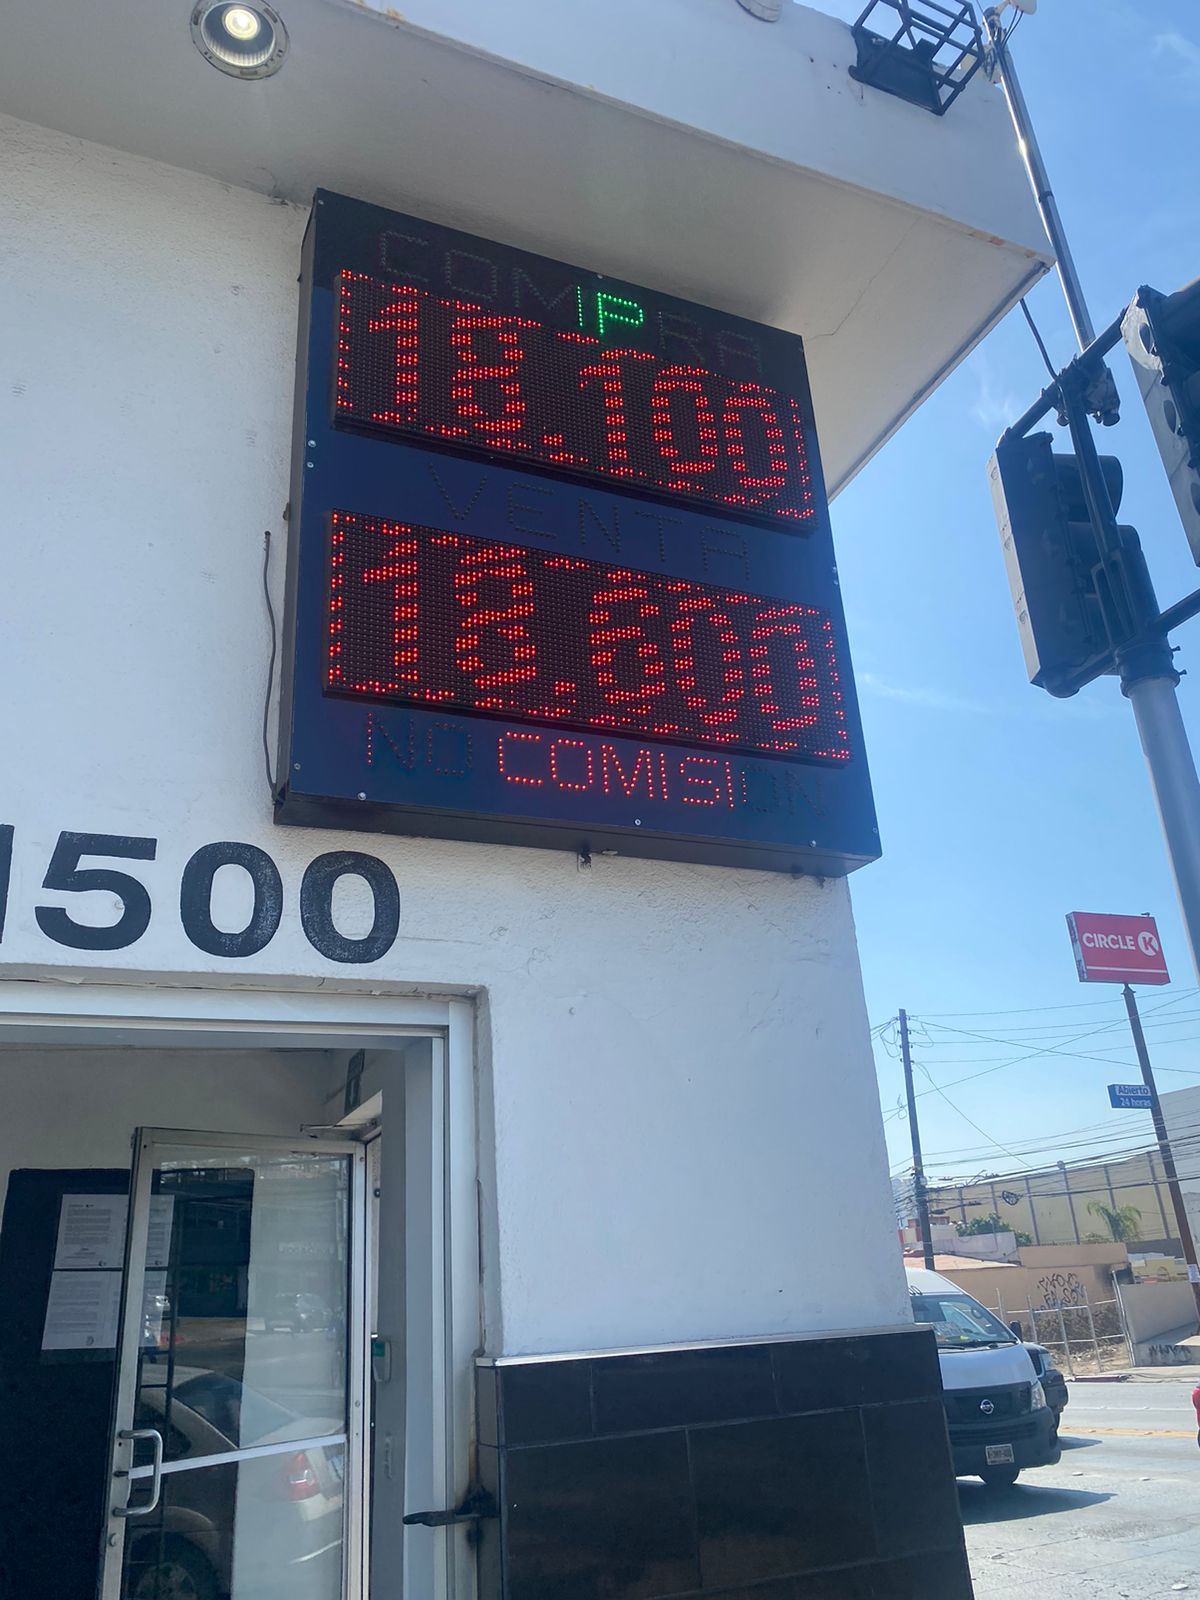 COMPRA
18.100
VENTA
18.600
NO COMISION
1500
CIRCLE K
Abierto
24 horas